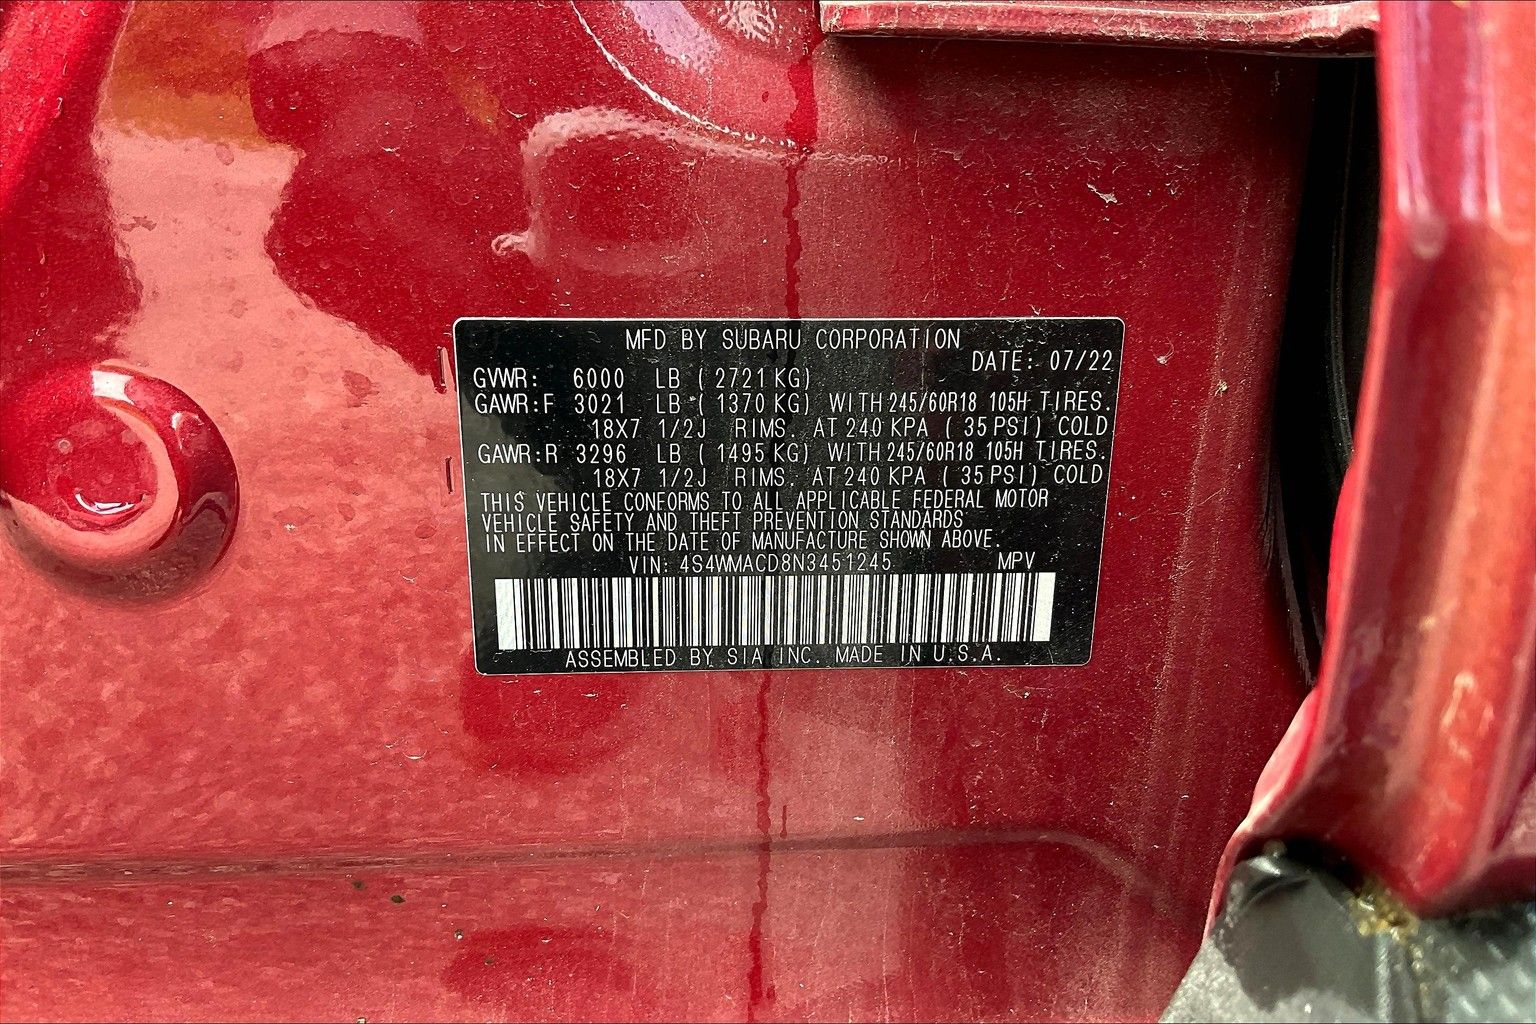 MFD BY SUBARU CORPORATION
DATE: 07/22
GVWR: 6000 LB ( 2721 KG)
GAWR:F 3021 LB ( 1370 KG) WITH 245/60R18 105H TIRES.
18X7 1/2J RIMS. AT 240 KPA ( 35 PSI) COLD
GAWR:R 3296 LB ( 1495 KG) WITH 245/60R18 105H TIRES.
18X7 1/2J RIMS. AT 240 KPA ( 35 PSI) COLD
THIS VEHICLE CONFORMS TO ALL APPLICABLE FEDERAL MOTOR
VEHICLE SAFETY AND THEFT PREVENTION STANDARDS
IN EFFECT ON THE DATE OF MANUFACTURE SHOWN ABOVE.
VIN: 4S4WMACD8N3451245 MPV
ASSEMBLED BY SIA INC. MADE IN U.S.A.